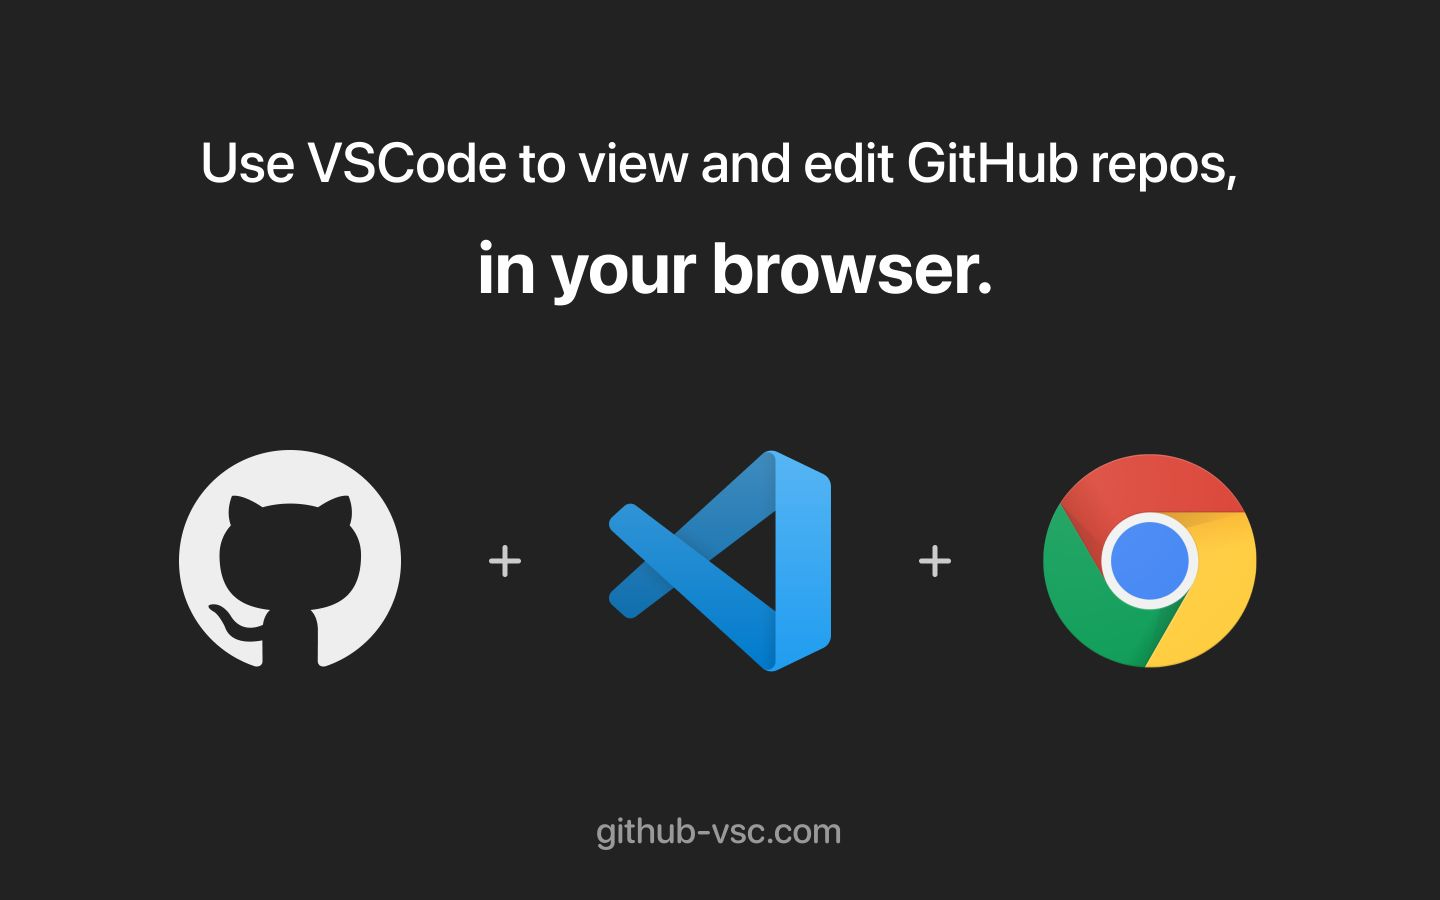 Use VSCode to view and edit GitHub repos,
in your browser.
+ +
github-vsc.com